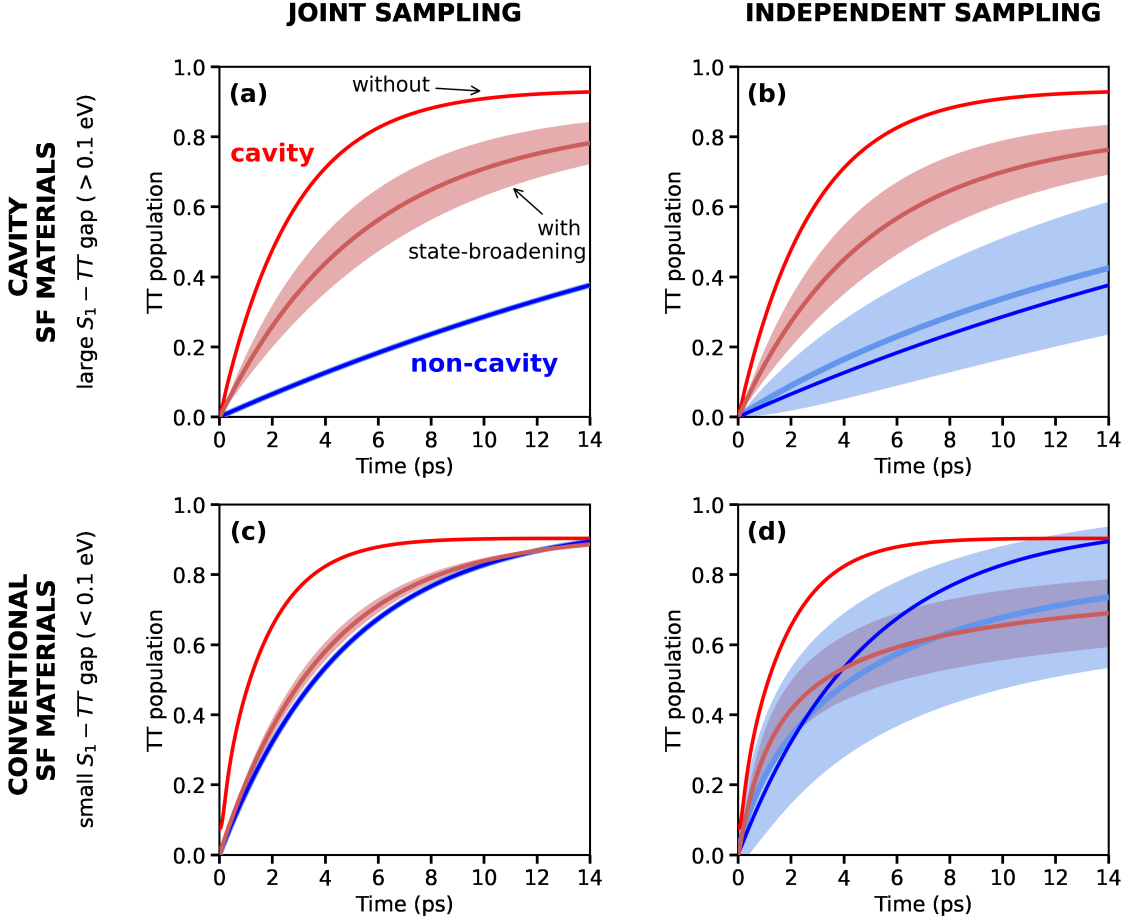 JOINT SAMPLING
INDEPENDENT SAMPLING
CAVITY
SF MATERIALS
large S₁ − TT gap (> 0.1 eV)
(a)
without
cavity
with
state-broadening
non-cavity
TT population
1.0
0.8
0.6
0.4
0.2
0.0
0 2 4 6 8 10 12 14
Time (ps)
(b)
TT population
1.0
0.8
0.6
0.4
0.2
0.0
0 2 4 6 8 10 12 14
Time (ps)
CONVENTIONAL
SF MATERIALS
small S₁ − TT gap (< 0.1 eV)
(c)
TT population
1.0
0.8
0.6
0.4
0.2
0.0
0 2 4 6 8 10 12 14
Time (ps)
(d)
TT population
1.0
0.8
0.6
0.4
0.2
0.0
0 2 4 6 8 10 12 14
Time (ps)